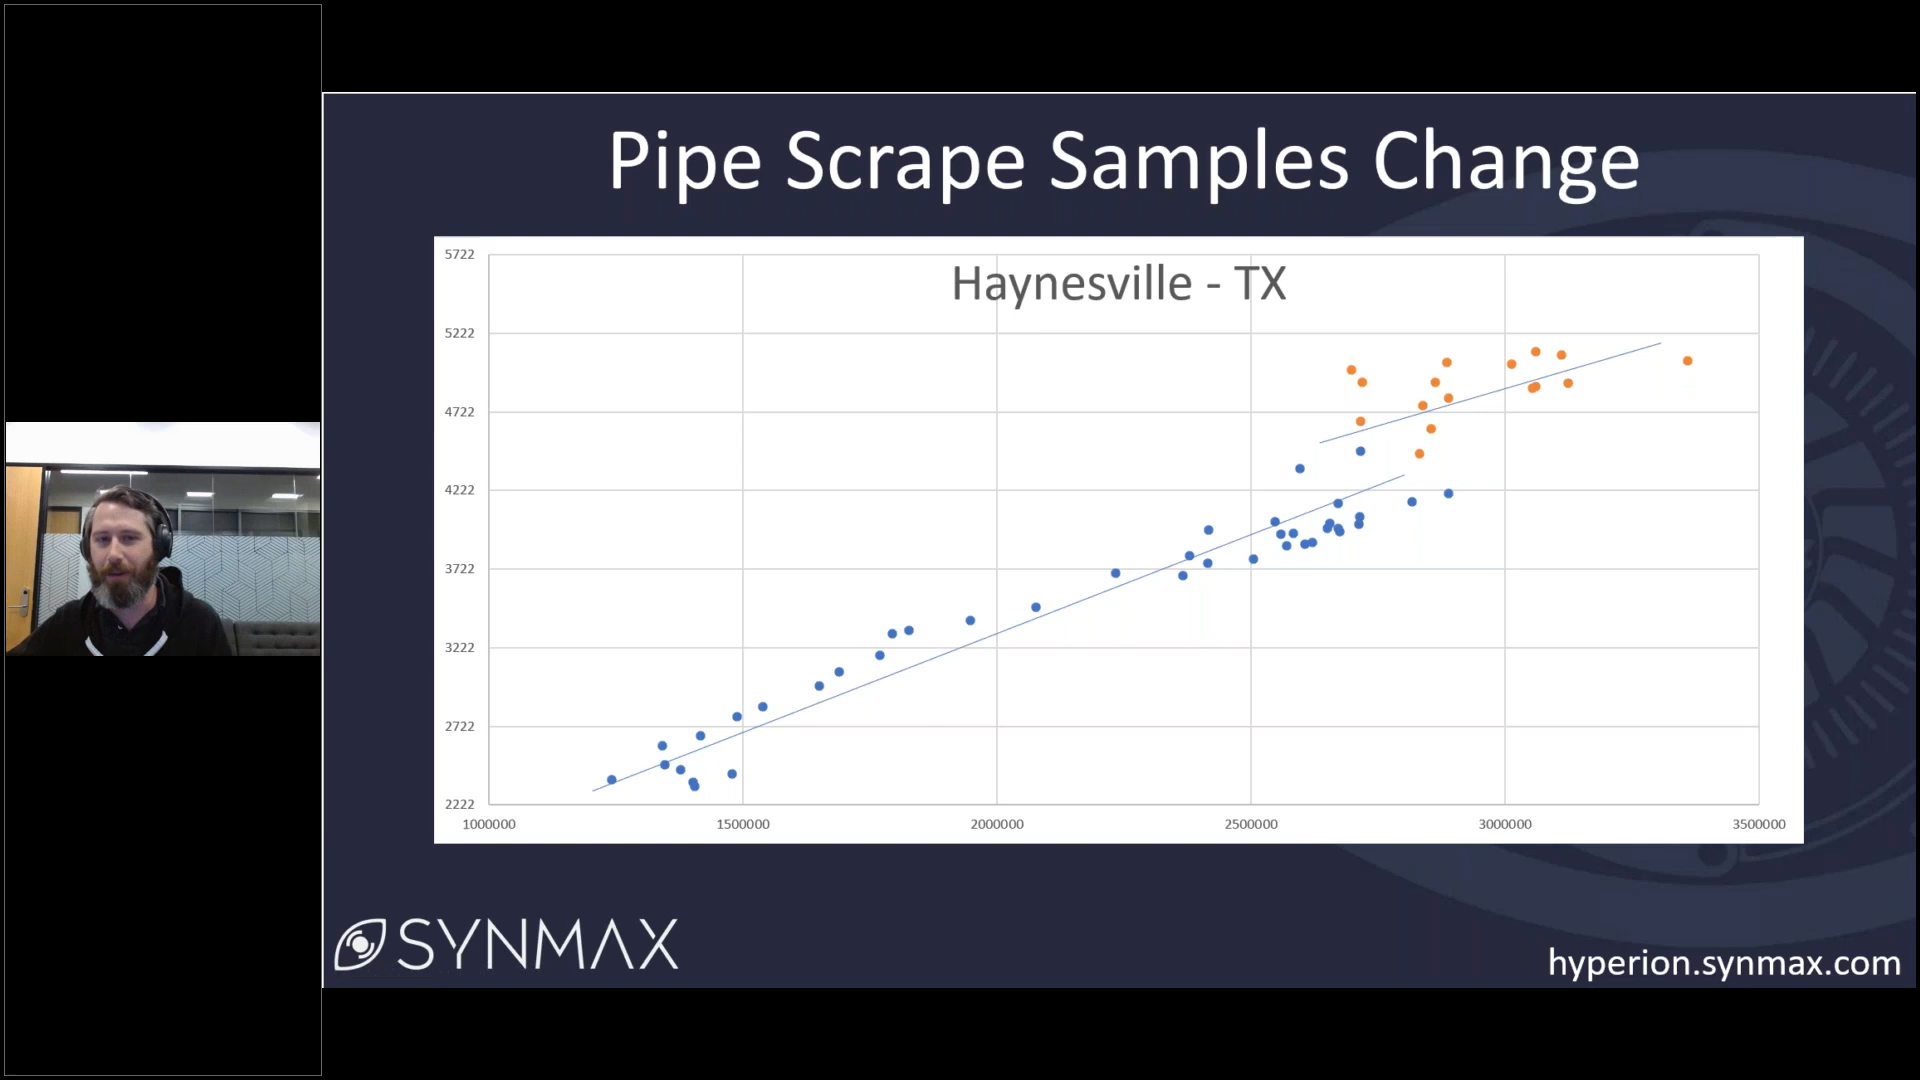 Pipe Scrape Samples Change
Haynesville - TX
5722
5222
4722
4222
3722
3222
2722
2222
1000000 1500000 2000000 2500000 3000000 3500000
SYNMAX
hyperion.synmax.com